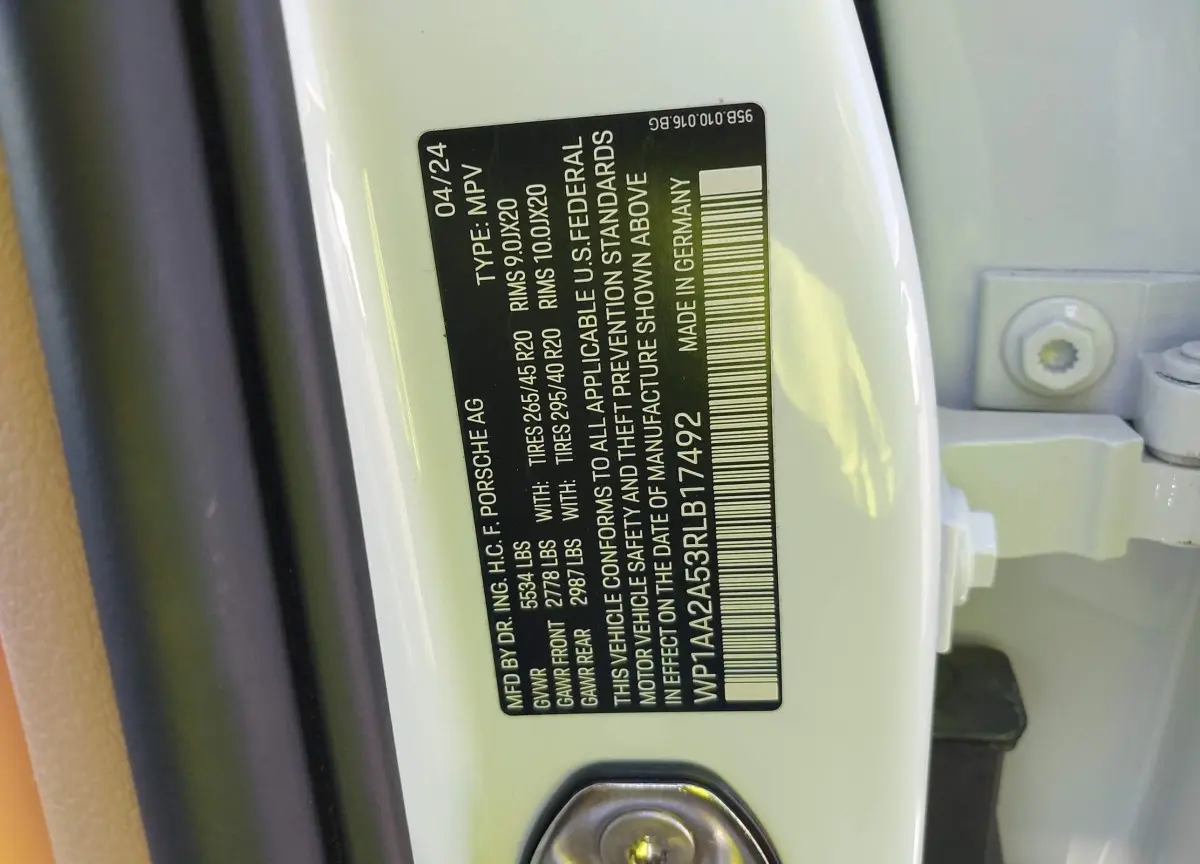 MFD BY DR. ING. H.C. F. PORSCHE AG 04/24
GVWR 5534 LBS TYPE: MPV
GAWR FRONT 2778 LBS WITH: TIRES 265/45 R20 RIMS 9.0JX20
GAWR REAR 2987 LBS WITH: TIRES 295/40 R20 RIMS 10.0JX20
THIS VEHICLE CONFORMS TO ALL APPLICABLE U.S.FEDERAL
MOTOR VEHICLE SAFETY AND THEFT PREVENTION STANDARDS
IN EFFECT ON THE DATE OF MANUFACTURE SHOWN ABOVE
WP1AA2A53RLB17492 MADE IN GERMANY
95B.010.016.BG